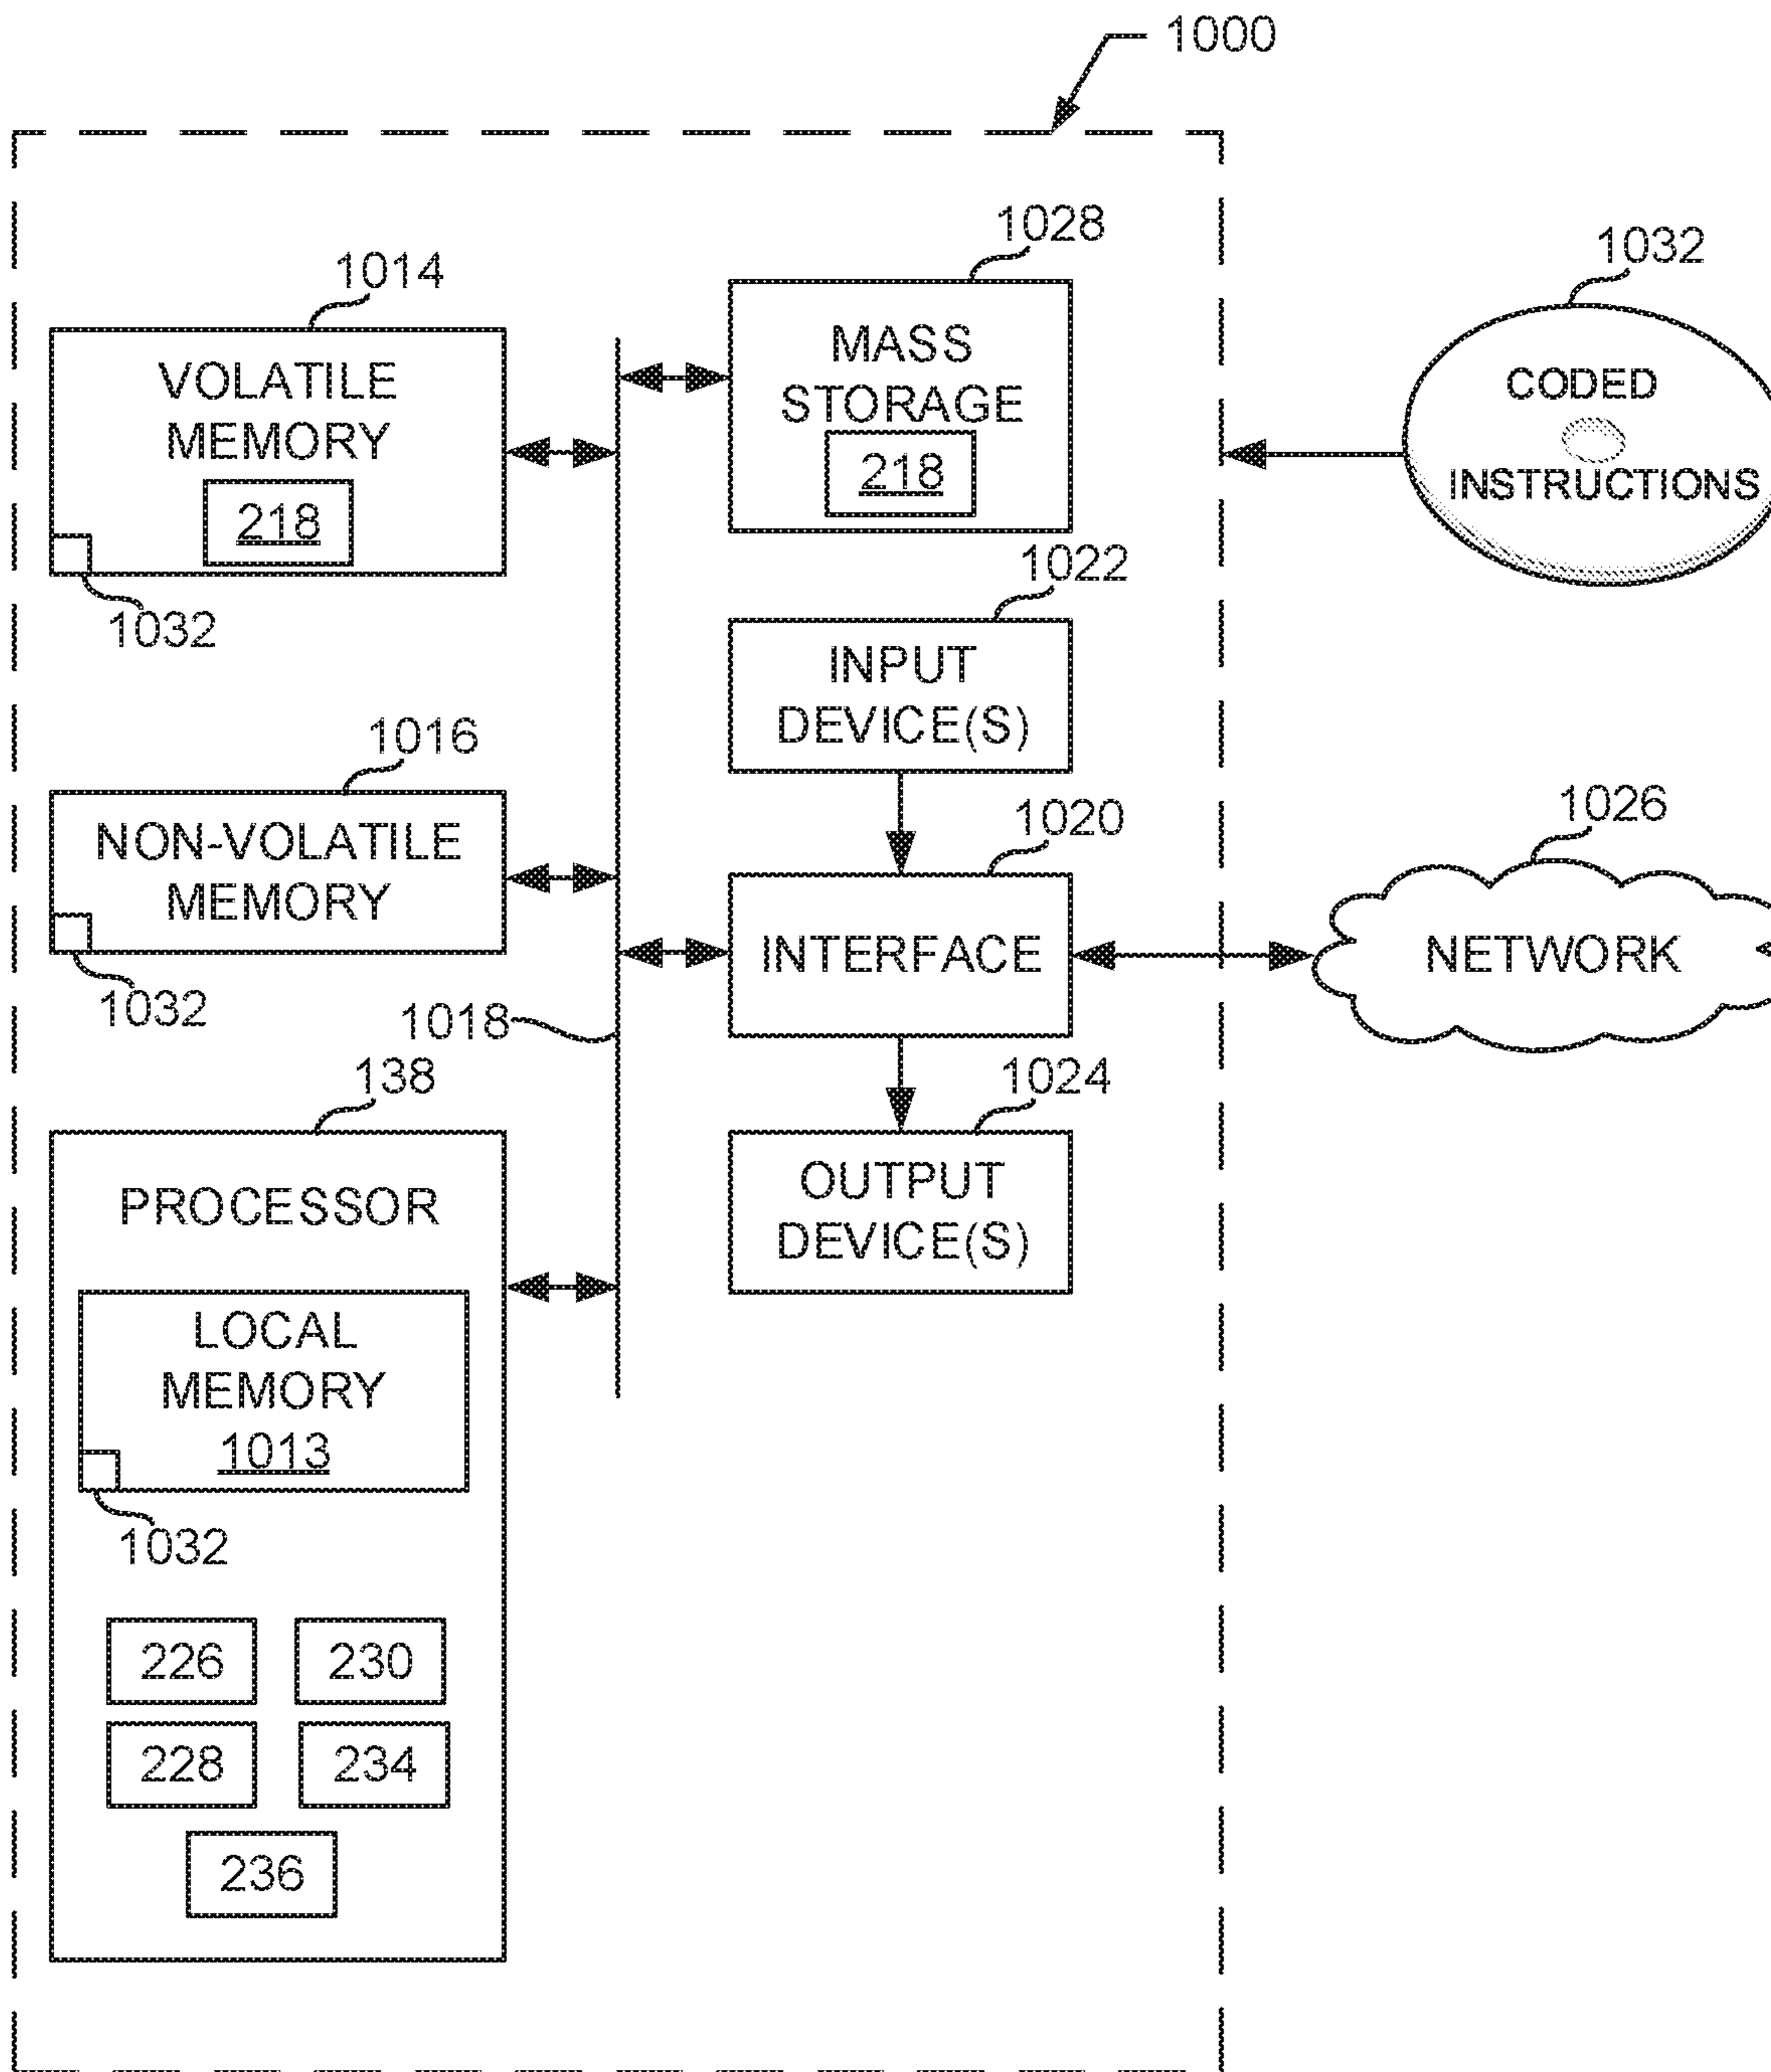 1000
1028
1014
1032
MASS
STORAGE
218
VOLATILE
MEMORY
218
1032
CODED
INSTRUCTIONS
1022
INPUT
DEVICE(S)
1016
NON-VOLATILE
MEMORY
1032
1020
INTERFACE
1026
NETWORK
1018
138
1024
OUTPUT
DEVICE(S)
PROCESSOR
LOCAL
MEMORY
1013
1032
226
230
228
234
236